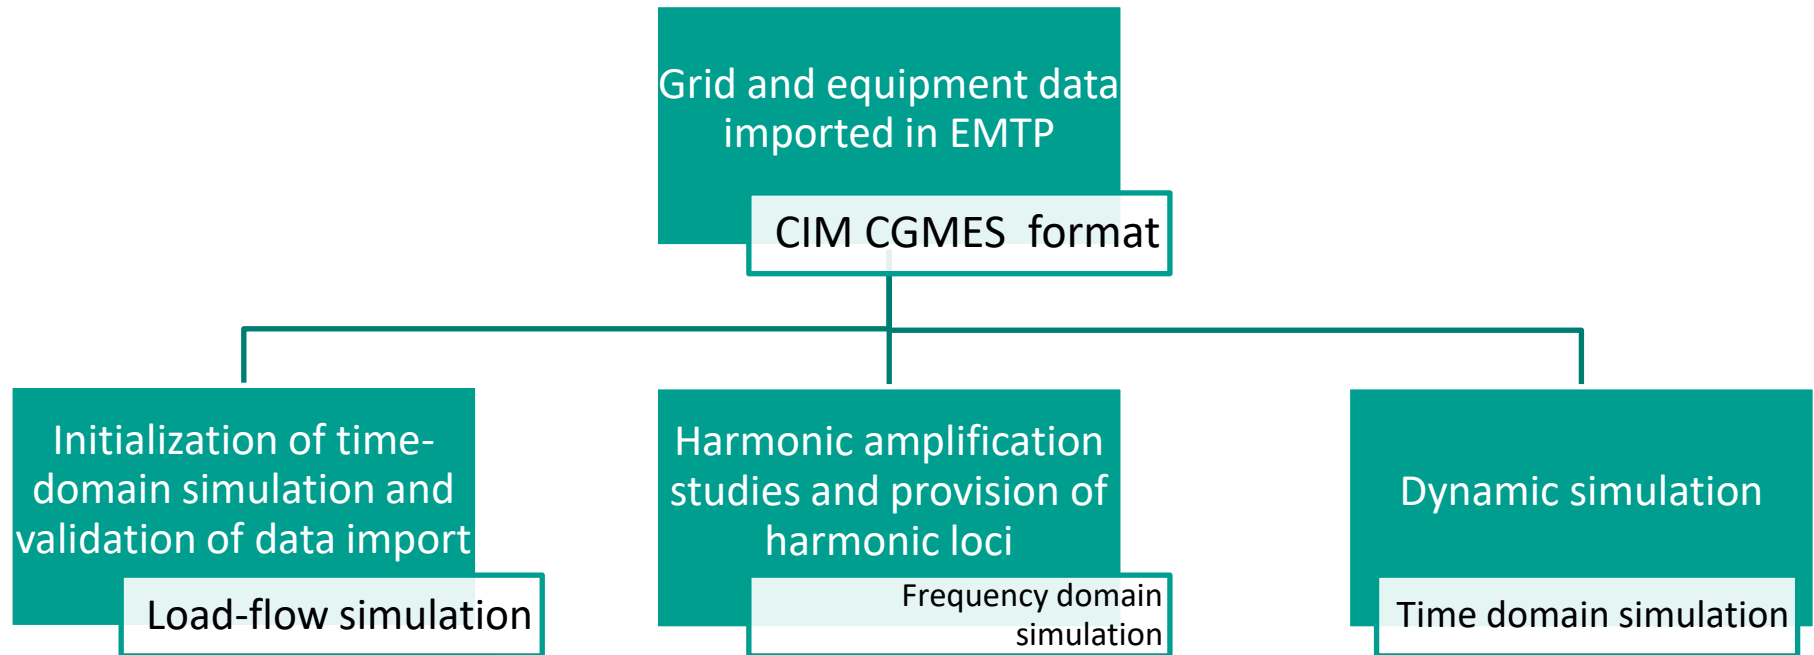 Grid and equipment data
imported in EMTP
CIM CGMES  format
Initialization of time-
domain simulation and
validation of data import
Load-flow simulation
Harmonic amplification
studies and provision of
harmonic loci
Frequency domain
simulation
Dynamic simulation
Time domain simulation